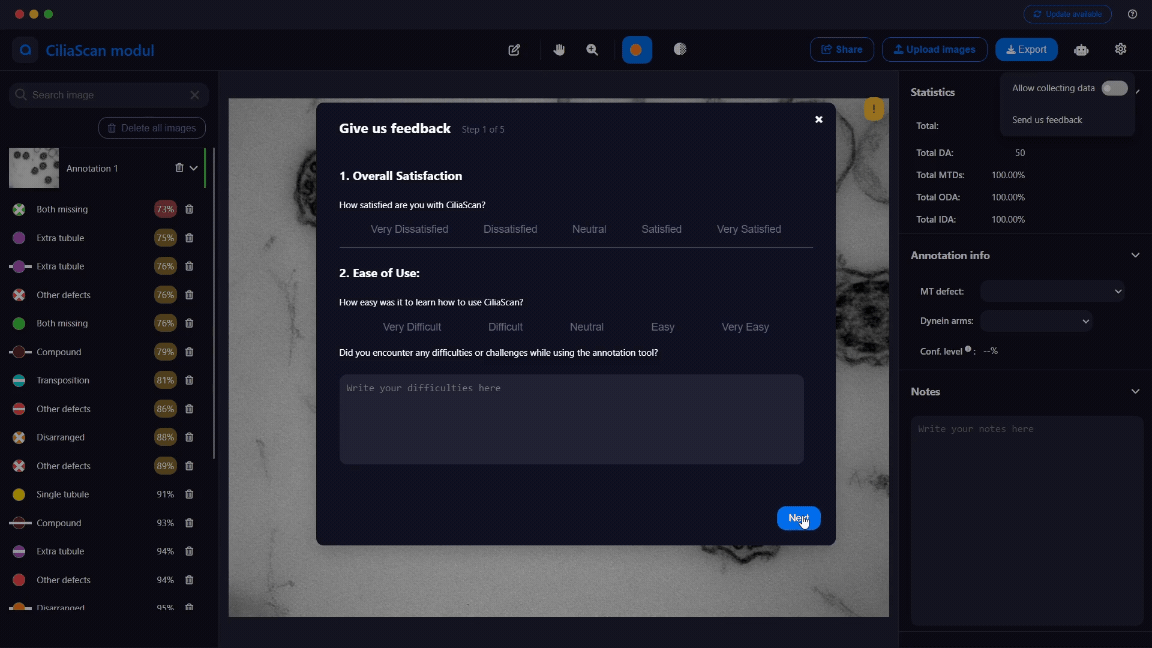 Update available
CiliaScan modul
Share
Upload images
Export
Search image
Delete all images
Annotation 1
Both missing 73%
Extra tubule 75%
Extra tubule 76%
Other defects 76%
Both missing 76%
Compound 79%
Transposition 81%
Other defects 86%
Disarranged 88%
Other defects 89%
Single tubule 91%
Compound 93%
Extra tubule 94%
Other defects 94%
Disarranged 95%
Give us feedback Step 1 of 5
1. Overall Satisfaction
How satisfied are you with CiliaScan?
Very Dissatisfied Dissatisfied Neutral Satisfied Very Satisfied
2. Ease of Use:
How easy was it to learn how to use CiliaScan?
Very Difficult Difficult Neutral Easy Very Easy
Did you encounter any difficulties or challenges while using the annotation tool?
Write your difficulties here
Next
!
Allow collecting data
Send us feedback
Statistics
Total:
Total DA: 50
Total MTDs: 100.00%
Total ODA: 100.00%
Total IDA: 100.00%
Annotation info
MT defect:
Dynein arms:
Conf. level : --%
Notes
Write your notes here